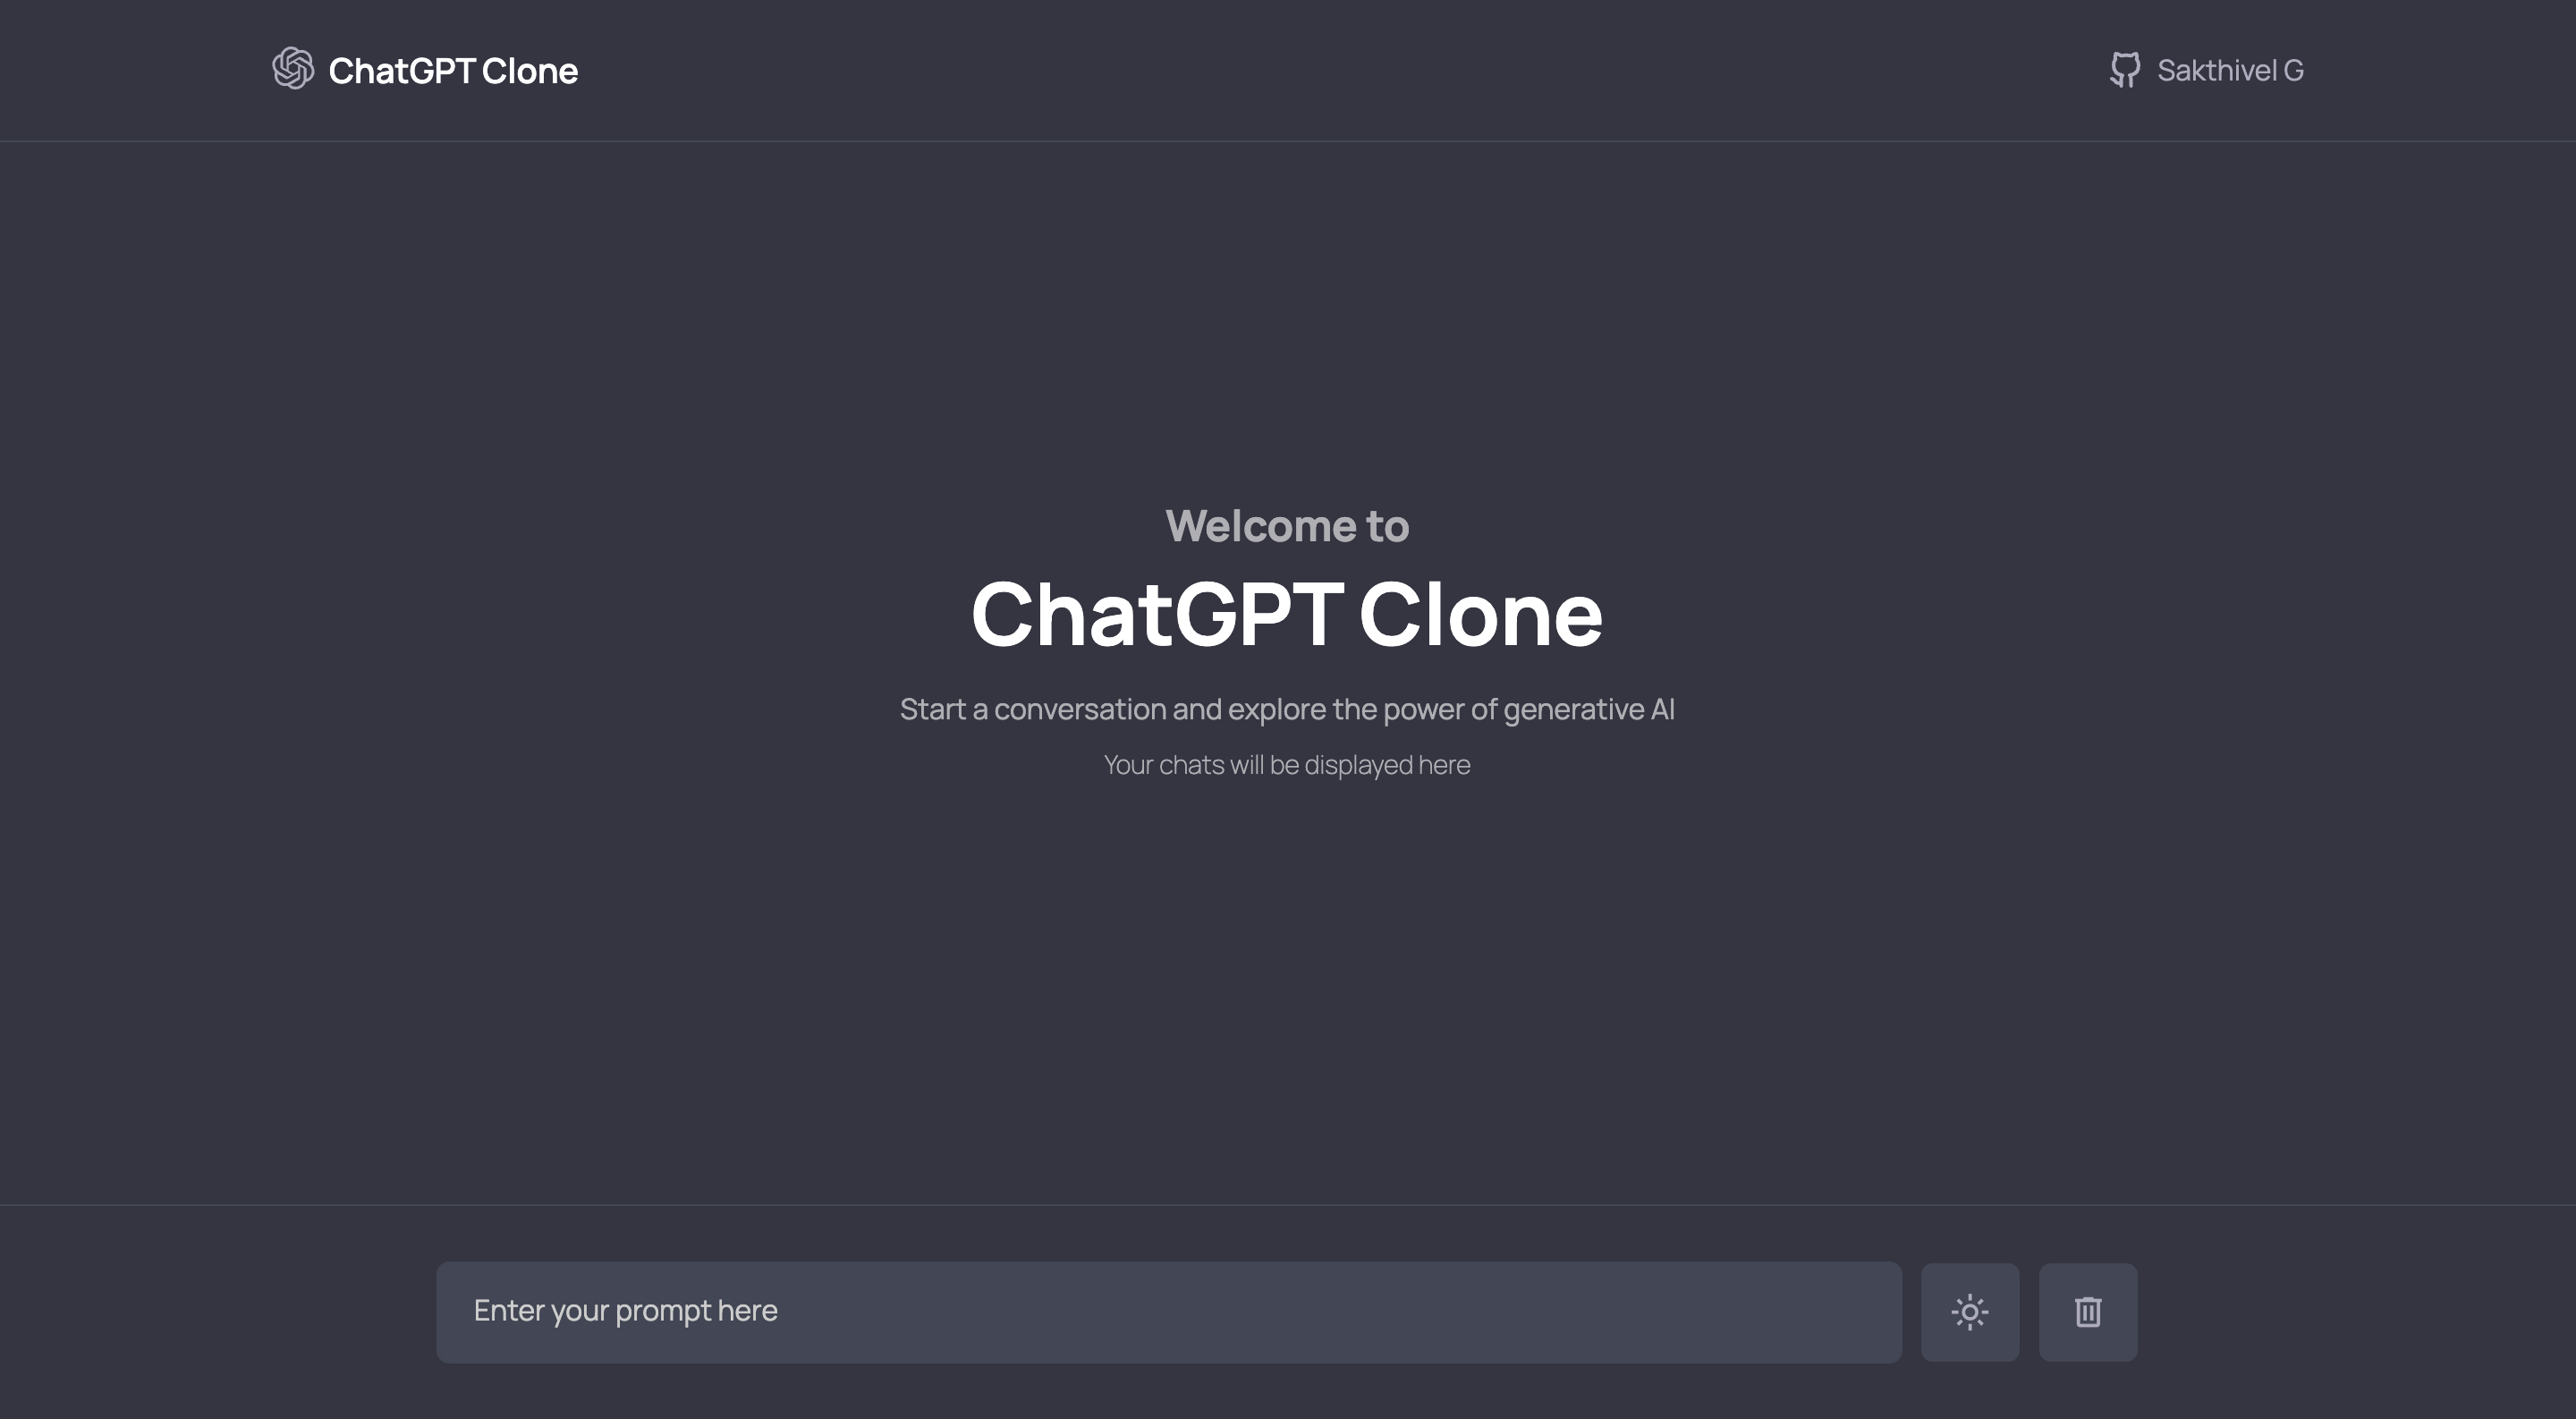 ChatGPT Clone
Sakthivel G
Welcome to
ChatGPT Clone
Start a conversation and explore the power of generative AI
Your chats will be displayed here
Enter your prompt here